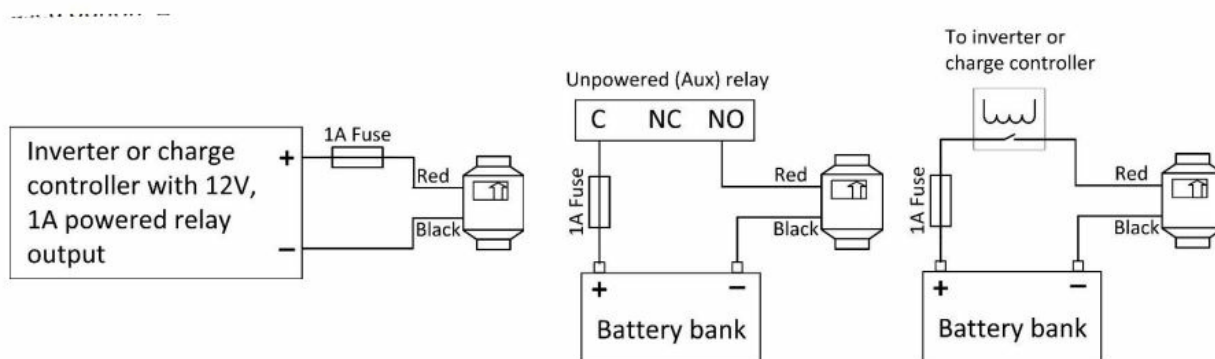 Inverter or charge
controller with 12V,
1A powered relay
output
+
−
1A Fuse
Red
Black
Unpowered (Aux) relay
C NC NO
1A Fuse
Red
Black
+ −
Battery bank
To inverter or
charge controller
1A Fuse
Red
Black
+ −
Battery bank